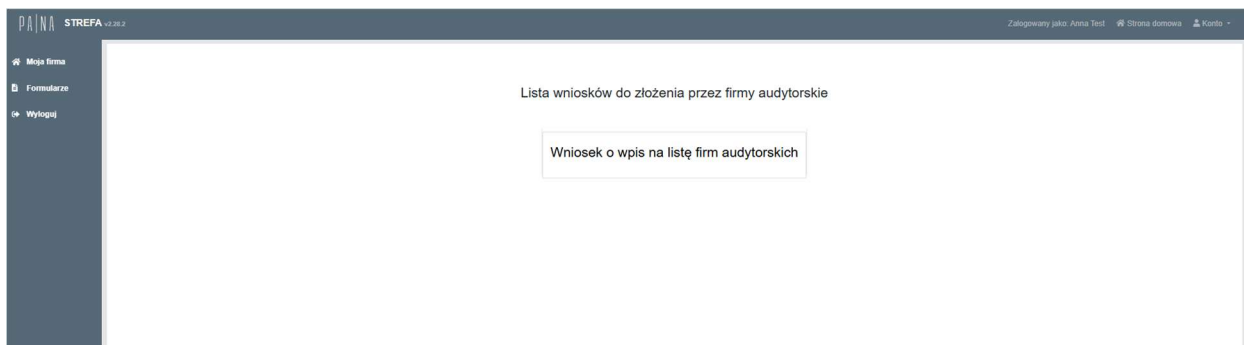 PA|NA STREFA v2.20.2
Zalogowany jako: Anna Test Strona domowa Konto
Moja firma
Formularze
Wyloguj
Lista wniosków do złożenia przez firmy audytorskie
Wniosek o wpis na listę firm audytorskich